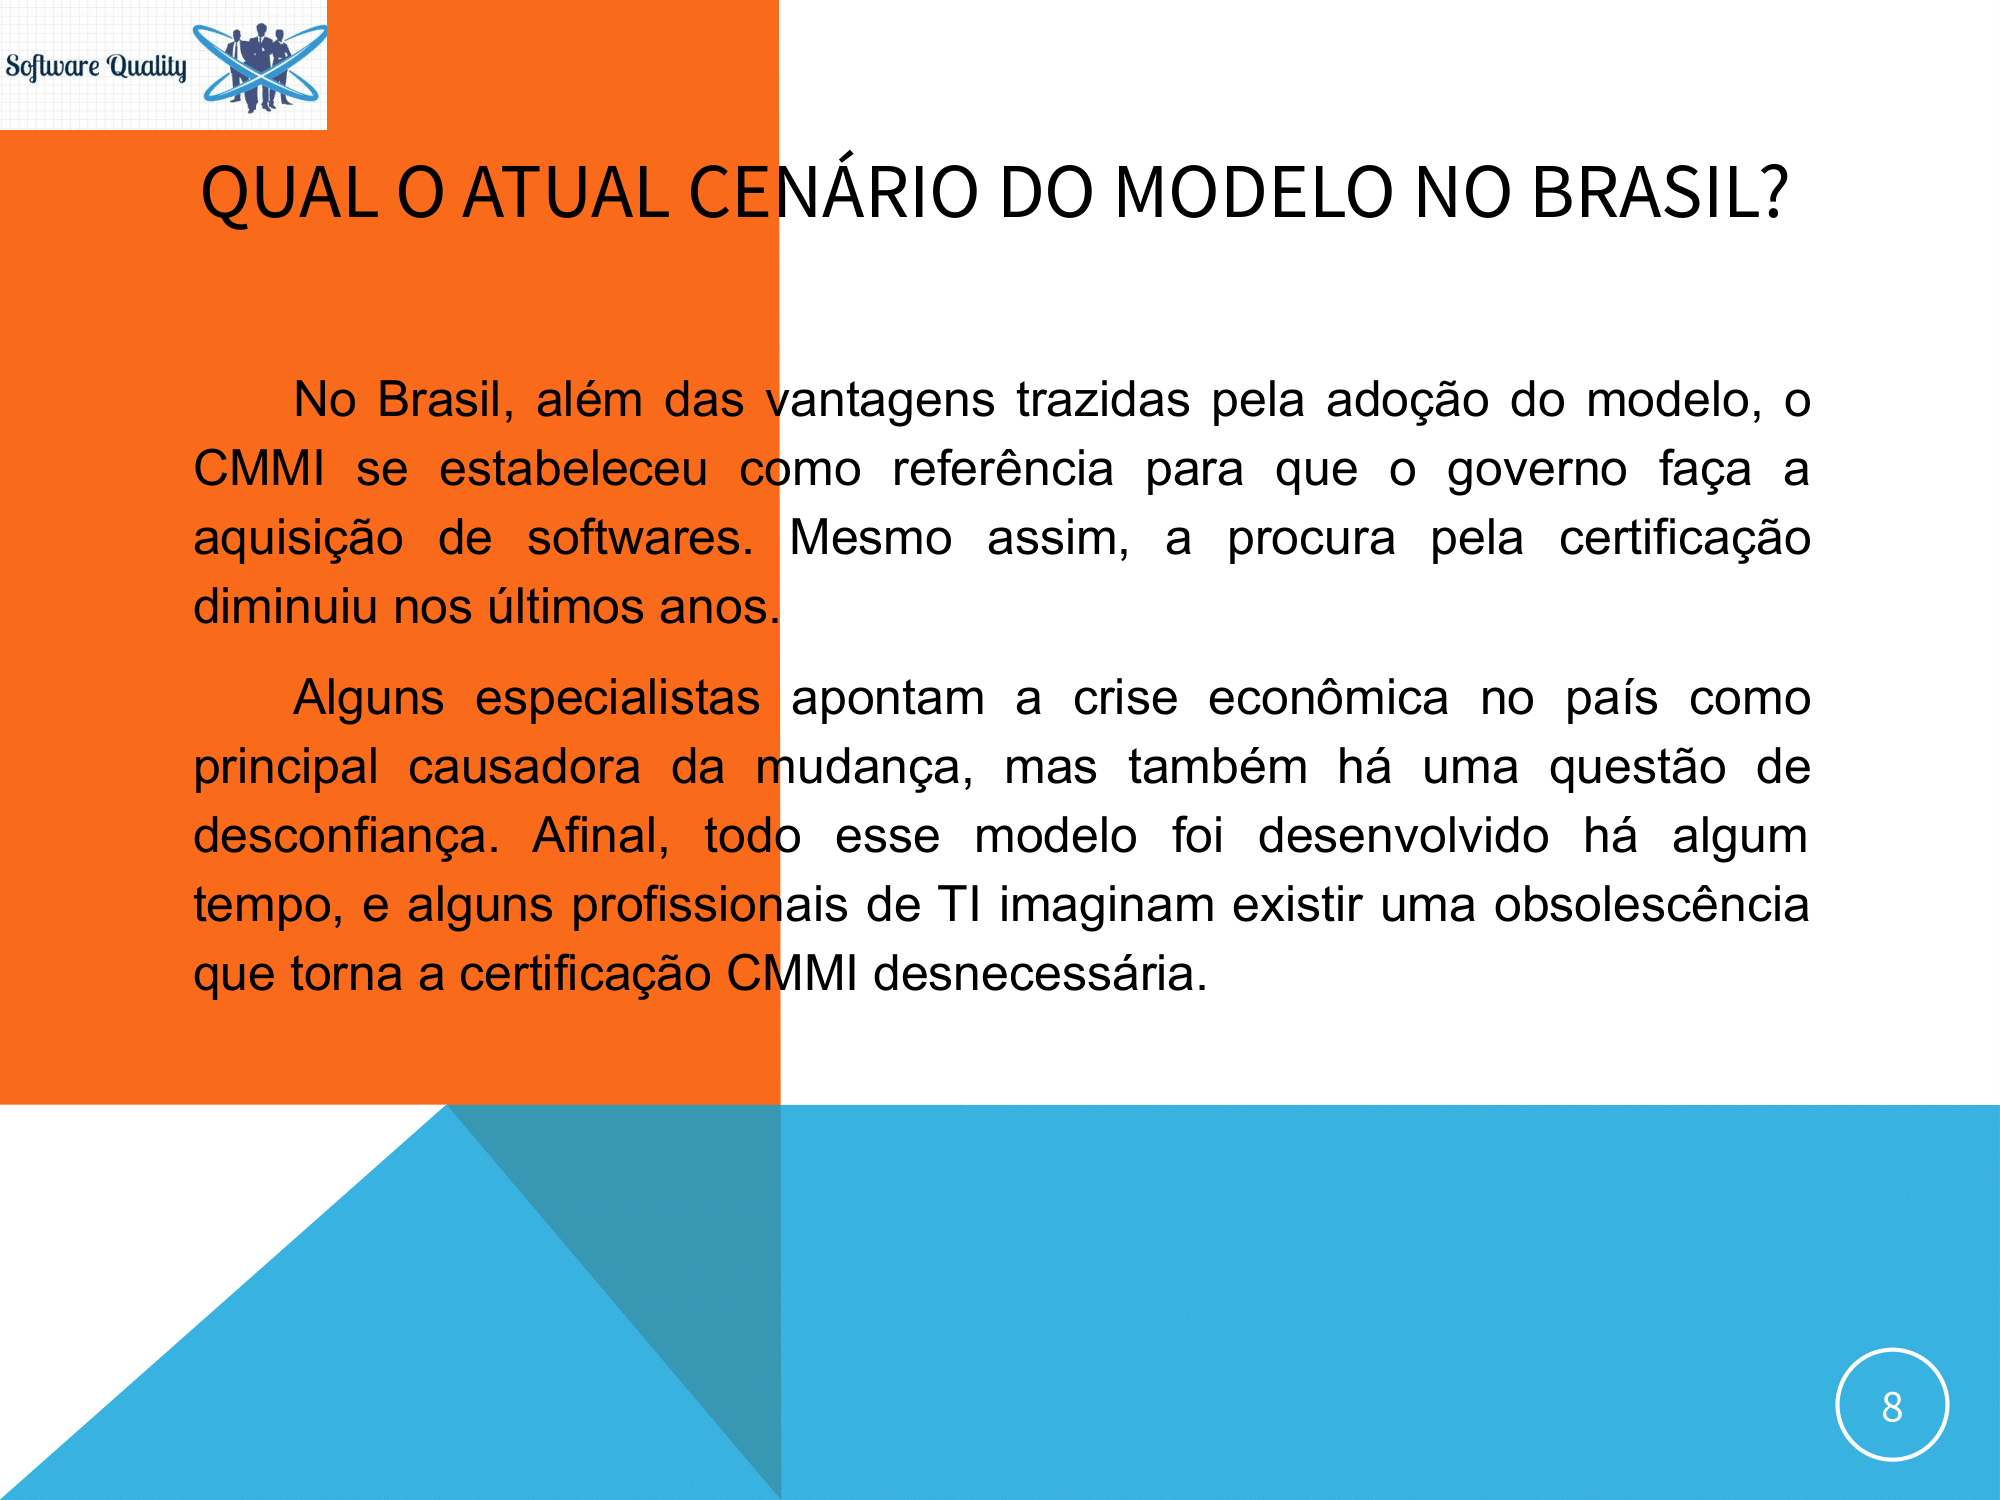 Software Quality
QUAL O ATUAL CENÁRIO DO MODELO NO BRASIL?
No Brasil, além das vantagens trazidas pela adoção do modelo, o
CMMI se estabeleceu como referência para que o governo faça a
aquisição de softwares. Mesmo assim, a procura pela certificação
diminuiu nos últimos anos.
Alguns especialistas apontam a crise econômica no país como
principal causadora da mudança, mas também há uma questão de
desconfiança. Afinal, todo esse modelo foi desenvolvido há algum
tempo, e alguns profissionais de TI imaginam existir uma obsolescência
que torna a certificação CMMI desnecessária.
8